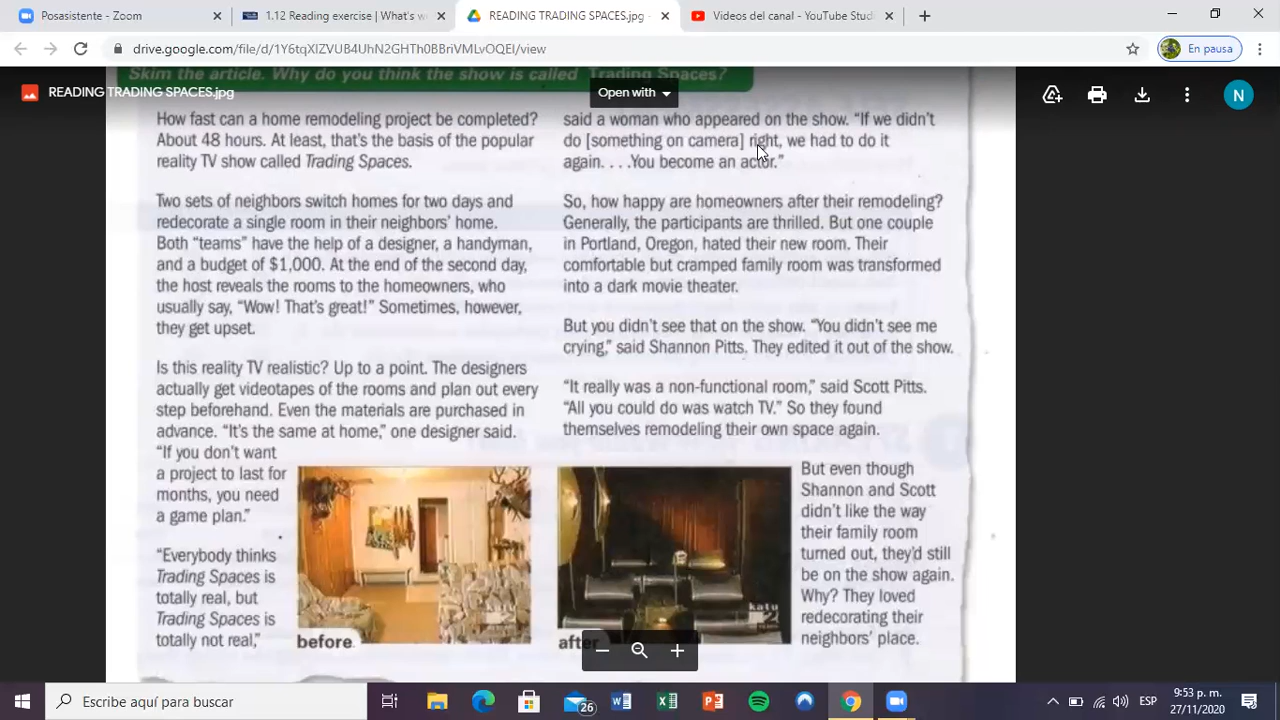 Posasistente - Zoom
1.12 Reading exercise | What's w
READING TRADING SPACES.jpg -
Videos del canal - YouTube Stud
drive.google.com/file/d/1Y6tqXlZVUB4UhN2GHTh0BBriVMLvOQEI/view
En pausa
Skim the article. Why do you think the show is called Trading Spaces?
READING TRADING SPACES.jpg
Open with
N
How fast can a home remodeling project be completed?
About 48 hours. At least, that's the basis of the popular
reality TV show called Trading Spaces.
Two sets of neighbors switch homes for two days and
redecorate a single room in their neighbors' home.
Both "teams" have the help of a designer, a handyman,
and a budget of $1,000. At the end of the second day,
the host reveals the rooms to the homeowners, who
usually say, "Wow! That's great!" Sometimes, however,
they get upset.
Is this reality TV realistic? Up to a point. The designers
actually get videotapes of the rooms and plan out every
step beforehand. Even the materials are purchased in
advance. "It's the same at home," one designer said.
"If you don't want
a project to last for
months, you need
a game plan."
"Everybody thinks
Trading Spaces is
totally real, but
Trading Spaces is
totally not real,"
before
said a woman who appeared on the show. "If we didn't
do [something on camera] right, we had to do it
again. . . .You become an actor."
So, how happy are homeowners after their remodeling?
Generally, the participants are thrilled. But one couple
in Portland, Oregon, hated their new room. Their
comfortable but cramped family room was transformed
into a dark movie theater.
But you didn't see that on the show. "You didn't see me
crying," said Shannon Pitts. They edited it out of the show.
"It really was a non-functional room," said Scott Pitts.
"All you could do was watch TV." So they found
themselves remodeling their own space again.
katu
2
after
But even though
Shannon and Scott
didn't like the way
their family room
turned out, they'd still
be on the show again.
Why? They loved
redecorating their
neighbors' place.
Escribe aquí para buscar
26
ESP
9:53 p. m.
27/11/2020